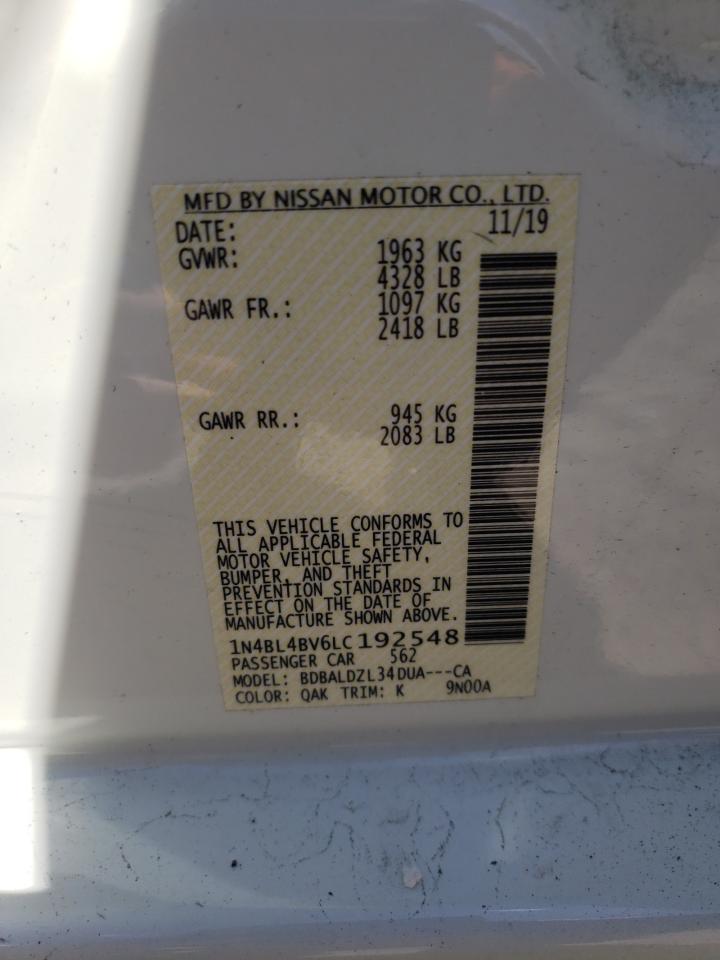 MFD BY NISSAN MOTOR CO., LTD.
DATE: 11/19
GVWR: 1963 KG
4328 LB
GAWR FR.: 1097 KG
2418 LB
GAWR RR.: 945 KG
2083 LB
THIS VEHICLE CONFORMS TO
ALL APPLICABLE FEDERAL
MOTOR VEHICLE SAFETY,
BUMPER, AND THEFT
PREVENTION STANDARDS IN
EFFECT ON THE DATE OF
MANUFACTURE SHOWN ABOVE.
1N4BL4BV6LC192548
PASSENGER CAR 562
MODEL: BDBALDZL34DUA---CA
COLOR: QAK TRIM: K 9N00A